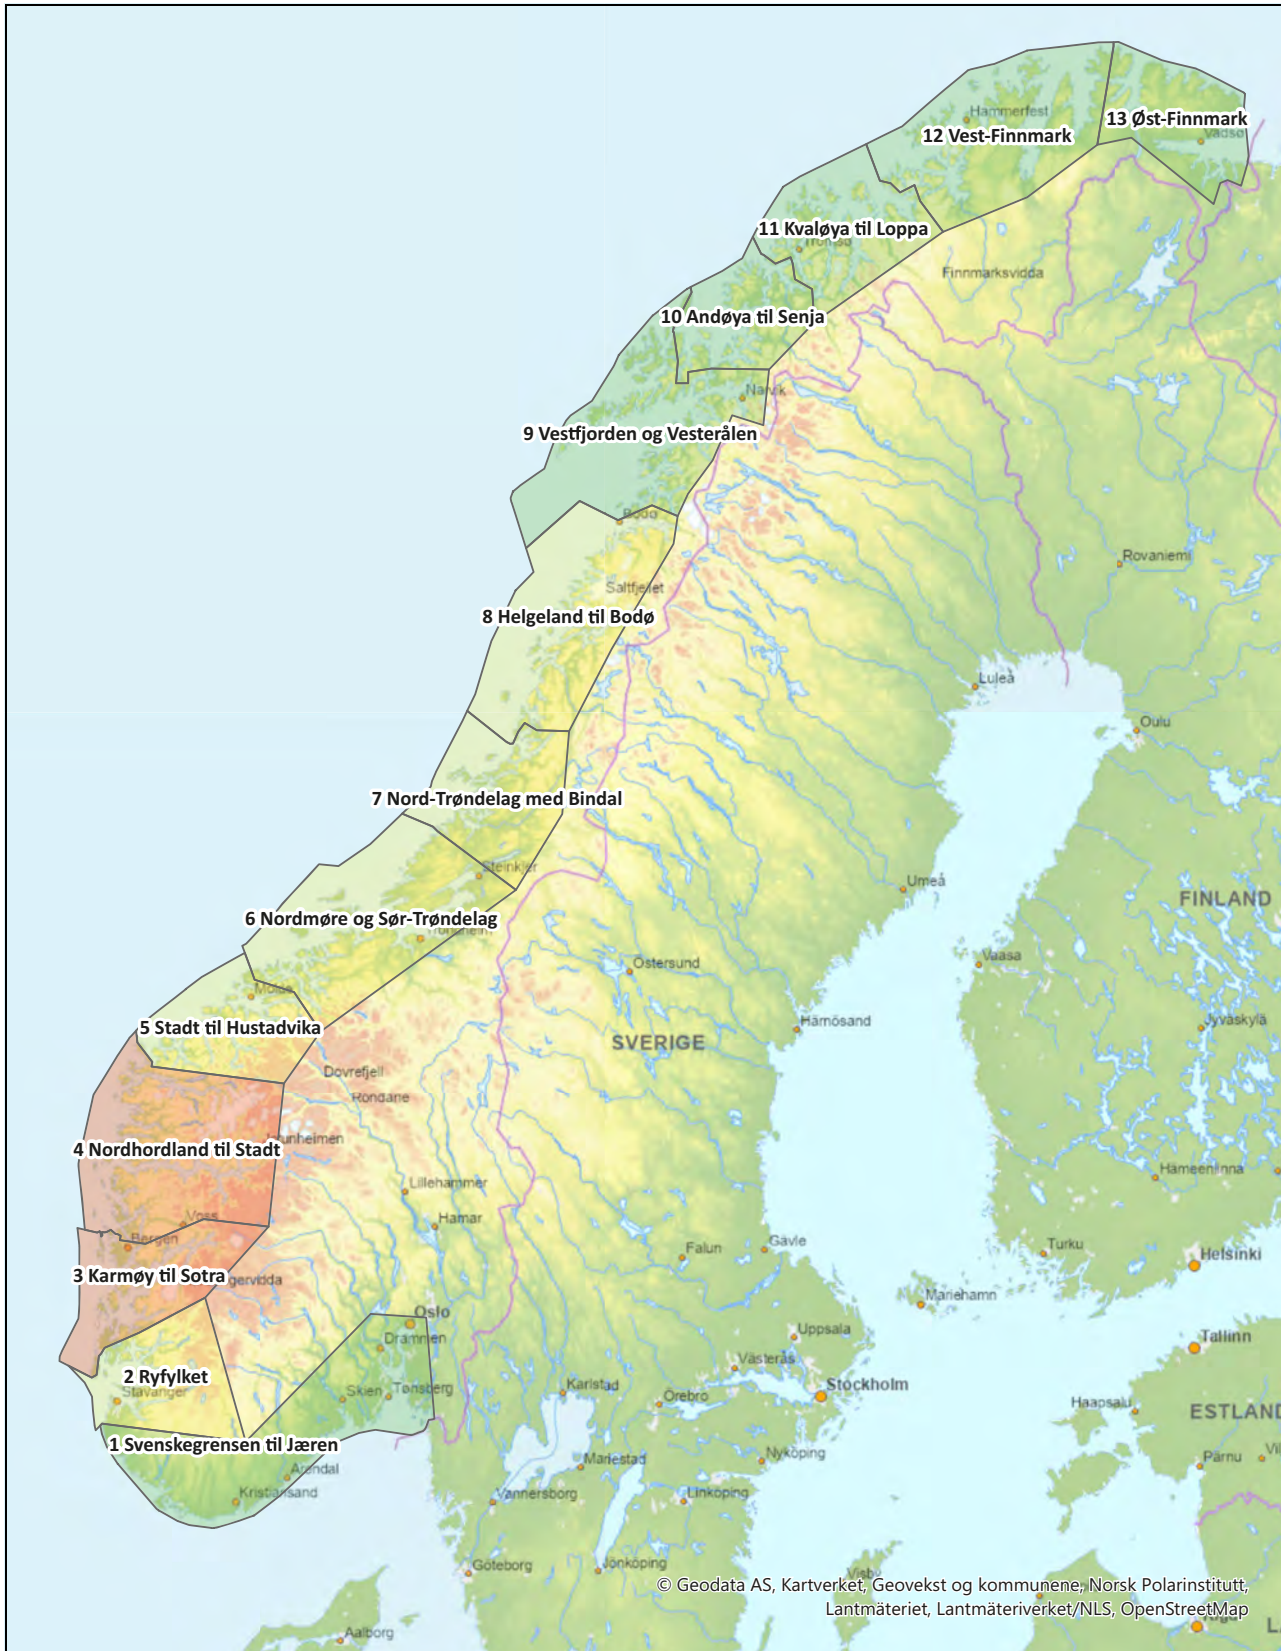 Hammerfest
13 Øst-Finnmark
12 Vest-Finnmark
Vadsø
11 Kvaløya til Loppa
Tromsø
Finnmarksvidda
10 Andøya til Senja
Narvik
9 Vestfjorden og Vesterålen
Bodø
Rovaniemi
Saltfjellet
8 Helgeland til Bodø
Luleå
Oulu
7 Nord-Trøndelag med Bindal
Steinkjer
Umeå
FINLAND
6 Nordmøre og Sør-Trøndelag
Trondheim
Vaasa
Östersund
Molde
5 Stadt til Hustadvika
Härnösand
Jyväskylä
SVERIGE
Dovrefjell
Rondane
unheimen
4 Nordhordland til Stadt
Hämeenlinna
Lillehammer
Voss
Hamar
Bergen
Falun
Gävle
Turku
Helsinki
3 Karmøy til Sotra
gervidda
Mariehamn
Oslo
Drammen
Uppsala
Tallinn
2 Ryfylket
Västerås
Stavanger
Skien
Tønsberg
Karlstad
Örebro
Stockholm
Haapsalu
ESTLAND
1 Svenskegrensen til Jæren
Mariestad
Nyköping
Pärnu
Vil
Arendal
Kristiansand
Vännersborg
Linköping
Göteborg
Jönköping
Visby
© Geodata AS, Kartverket, Geovekst og kommunene, Norsk Polarinstitutt,
Lantmäteriet, Lantmäteriverket/NLS, OpenStreetMap
Riga
L
Aalborg